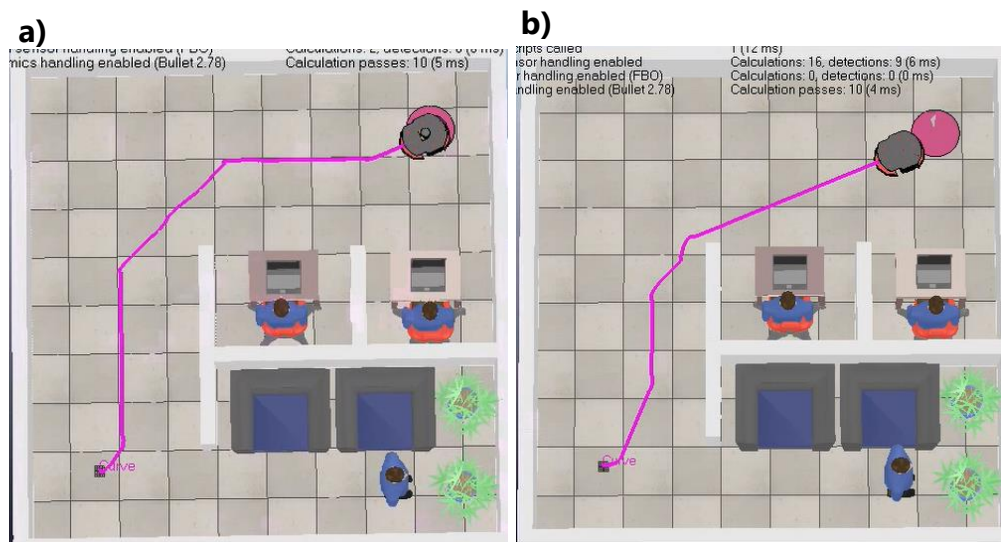 a)
sensor handling enabled (FBO) Calculations: 2, detections: 0 (0 ms)
mics handling enabled (Bullet 2.78) Calculation passes: 10 (5 ms)
Curve
b)
ripts called 1 (12 ms)
sor handling enabled Calculations: 16, detections: 9 (6 ms)
r handling enabled (FBO) Calculations: 0, detections: 0 (0 ms)
ndling enabled (Bullet 2.78) Calculation passes: 10 (4 ms)
Curve